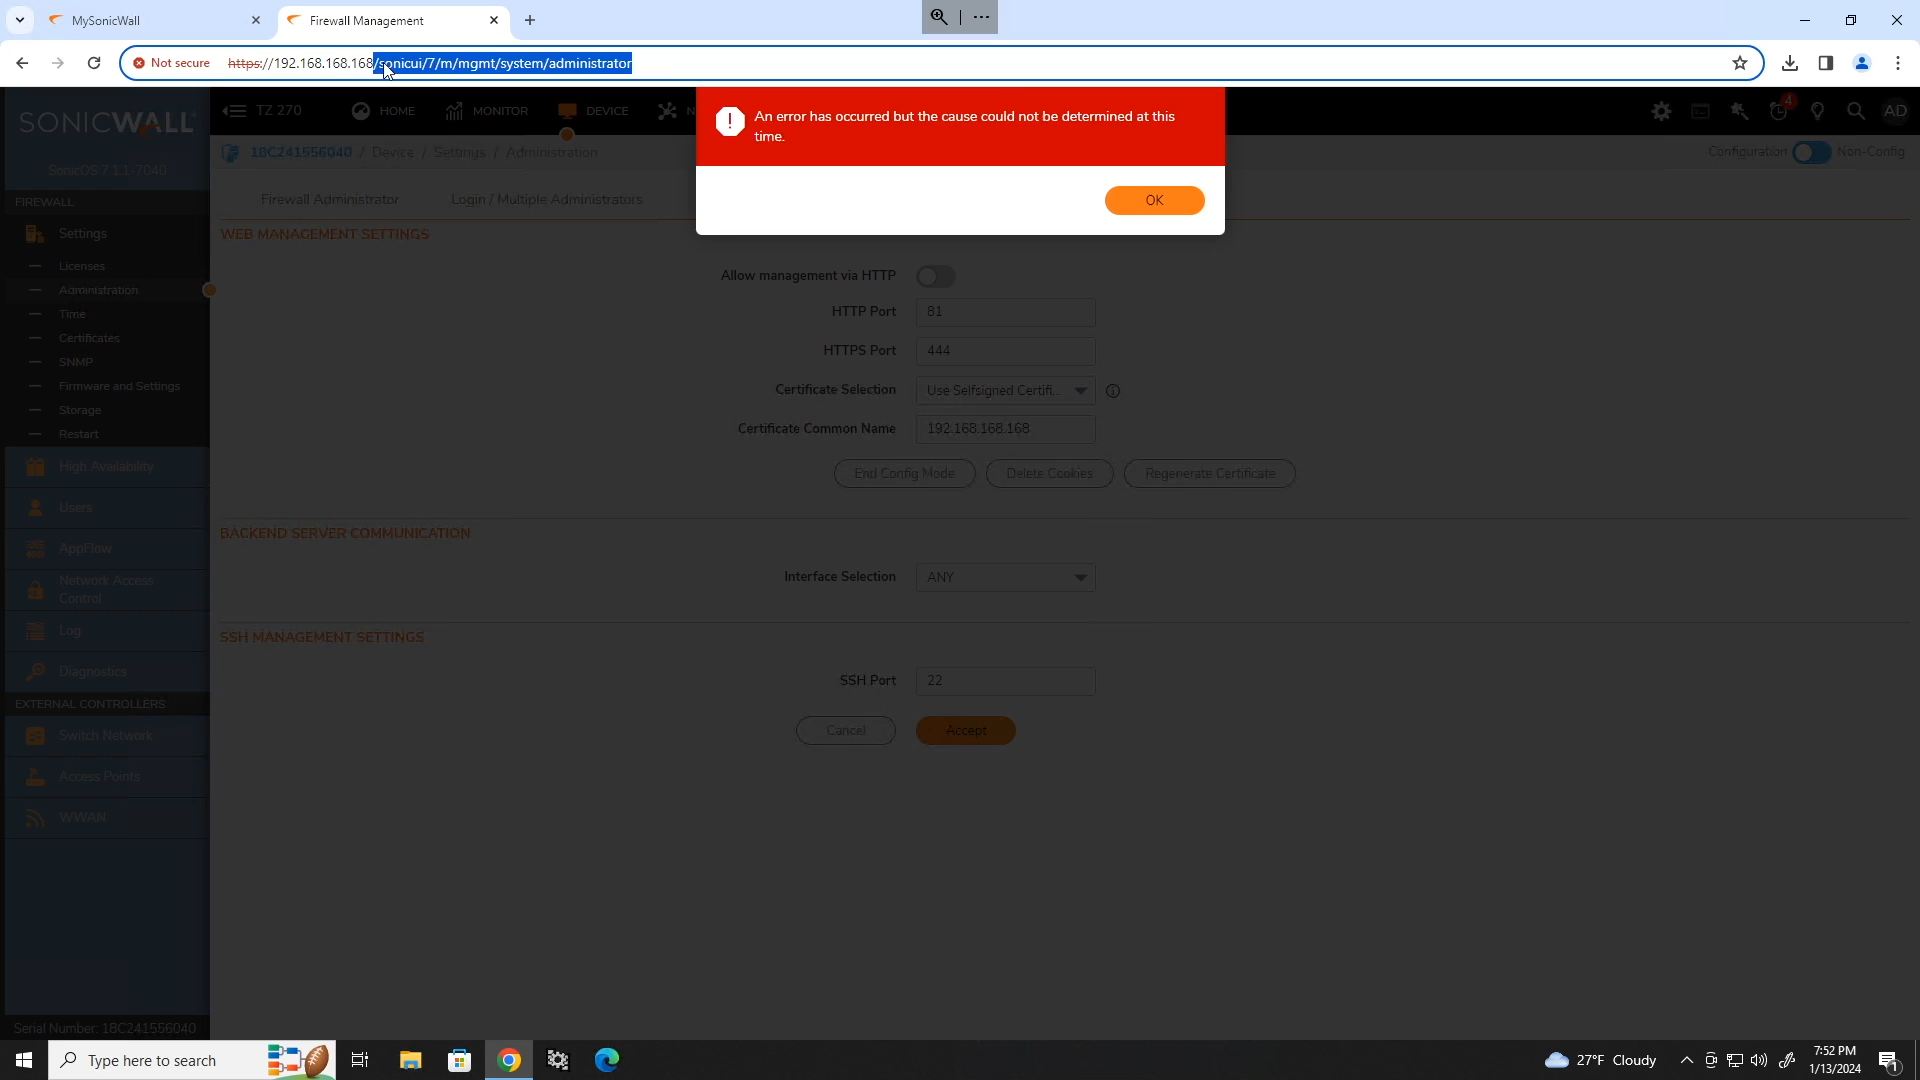 MySonicWall
Firewall Management
Not secure
https://192.168.168.168/sonicui/7/m/mgmt/system/administrator
SONICWALL
TZ 270
HOME
MONITOR
DEVICE
N
4
AD
An error has occurred but the cause could not be determined at this
time.
OK
SonicOS 7.1.1-7040
18C241556040 / Device / Settings / Administration
Configuration
Non-Config
FIREWALL
Settings
Licenses
Administration
Time
Certificates
SNMP
Firmware and Settings
Storage
Restart
High Availability
Users
AppFlow
Network Access
Control
Log
Diagnostics
EXTERNAL CONTROLLERS
Switch Network
Access Points
WWAN
Serial Number: 18C241556040
Firewall Administrator
Login / Multiple Administrators
WEB MANAGEMENT SETTINGS
Allow management via HTTP
HTTP Port
81
HTTPS Port
444
Certificate Selection
Use Selfsigned Certifi...
Certificate Common Name
192.168.168.168
End Config Mode
Delete Cookies
Regenerate Certificate
BACKEND SERVER COMMUNICATION
Interface Selection
ANY
SSH MANAGEMENT SETTINGS
SSH Port
22
Cancel
Accept
Type here to search
27°F Cloudy
7:52 PM
1/13/2024
1